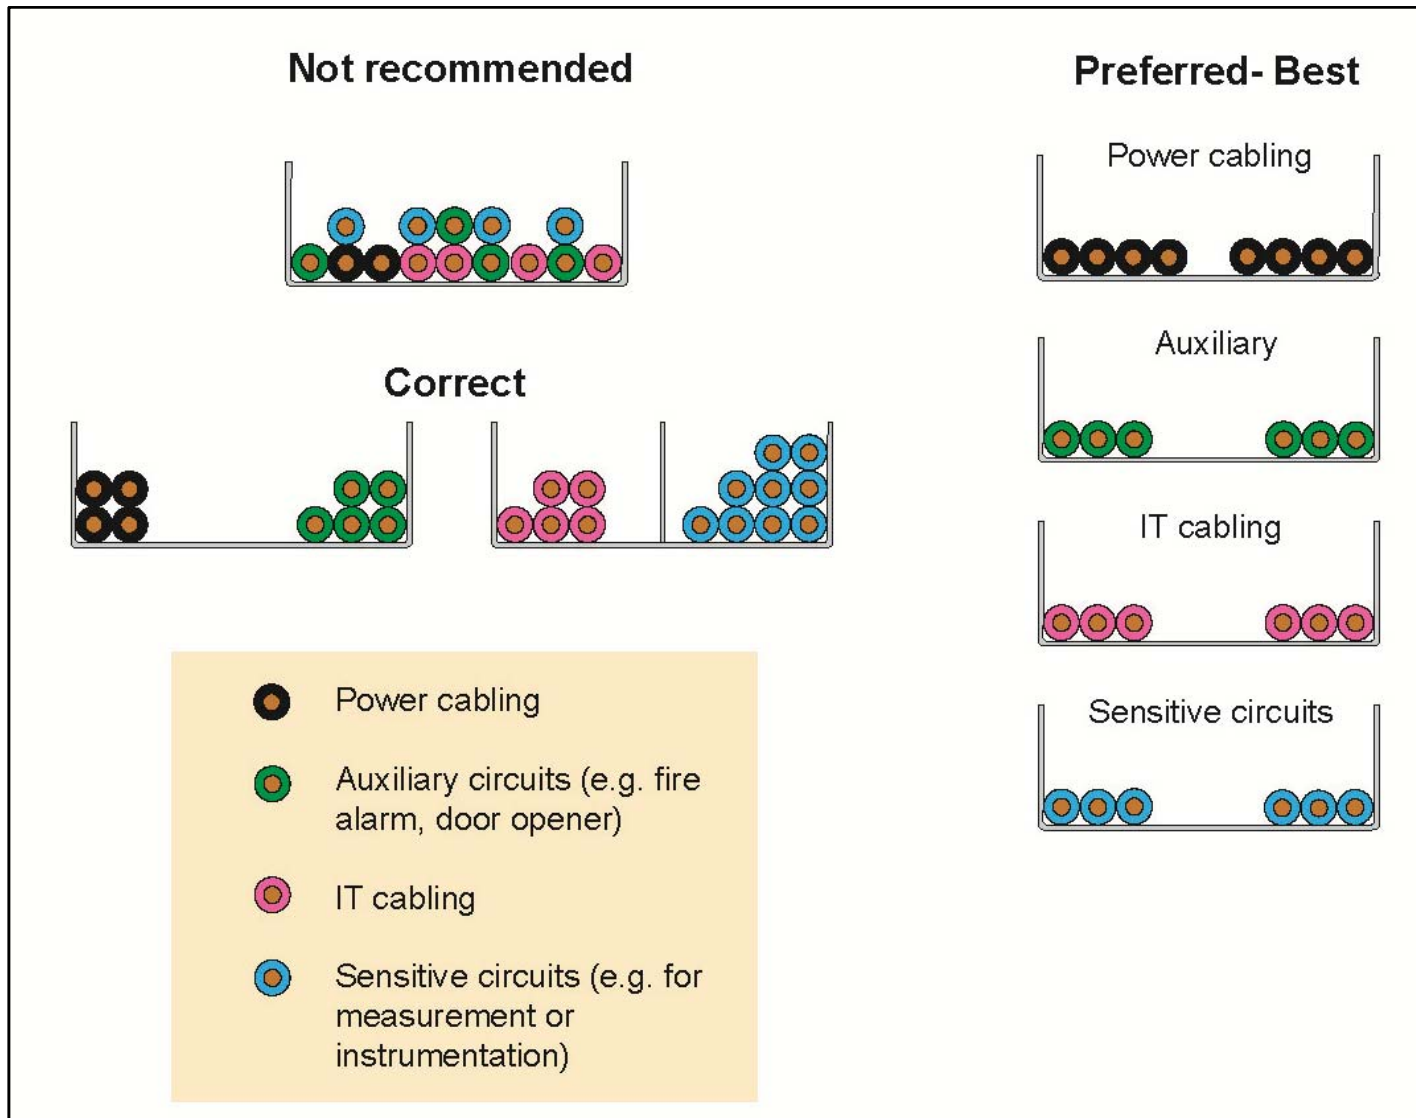 Not recommended
Correct
Preferred- Best
Power cabling
Auxiliary
IT cabling
Sensitive circuits
Power cabling
Auxiliary circuits (e.g. fire
alarm, door opener)
IT cabling
Sensitive circuits (e.g. for
measurement or
instrumentation)